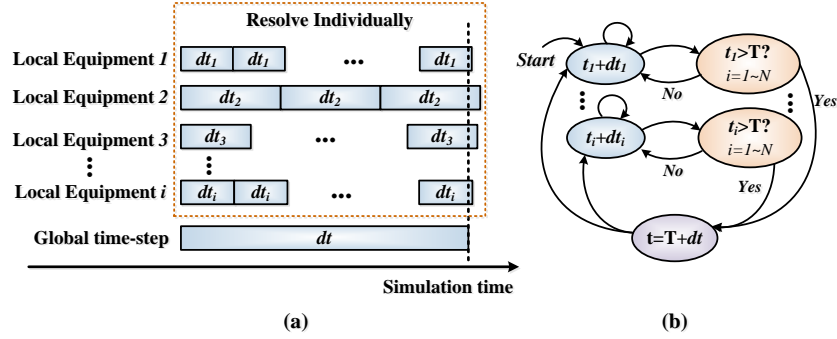 Resolve Individually
Local Equipment 1 dt1 dt1 ... dt1
Local Equipment 2 dt2 dt2 dt2
Local Equipment 3 dt3 ... dt3
Local Equipment i dti dti ... dti
Global time-step dt
Simulation time
(a)
Start
t1+dt1
t1>T?
i=1~N
No
Yes
ti+dti
ti>T?
i=1~N
No
Yes
t=T+dt
(b)